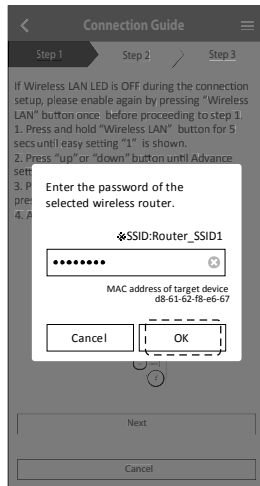 Connection Guide
Step 1
Step 2
Step 3
If Wireless LAN LED is OFF during the connection
setup, please enable again by pressing "Wireless
LAN" button once before proceeding to step 1.
1. Press and hold "Wireless LAN" button for 5
secs until easy setting "1" is shown.
2. Press "up" or "down" button until Advance
3. P
4. A
Enter the password of the
selected wireless router.
※SSID:Router_SSID1
••••••••
MAC address of target device
d8-61-62-f8-e6-67
Cancel
OK
Next
Cancel